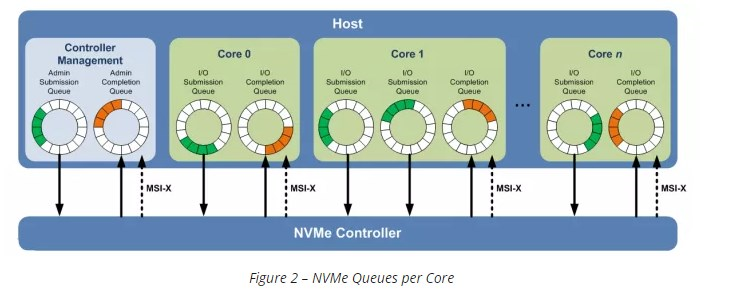 Host
Controller
Management
Admin
Submission
Queue
Admin
Completion
Queue
Core 0
I/O
Submission
Queue
I/O
Completion
Queue
Core 1
I/O
Submission
Queue
I/O
Submission
Queue
I/O
Completion
Queue
...
Core n
I/O
Submission
Queue
I/O
Completion
Queue
MSI-X
MSI-X
MSI-X
MSI-X
NVMe Controller
Figure 2 – NVMe Queues per Core